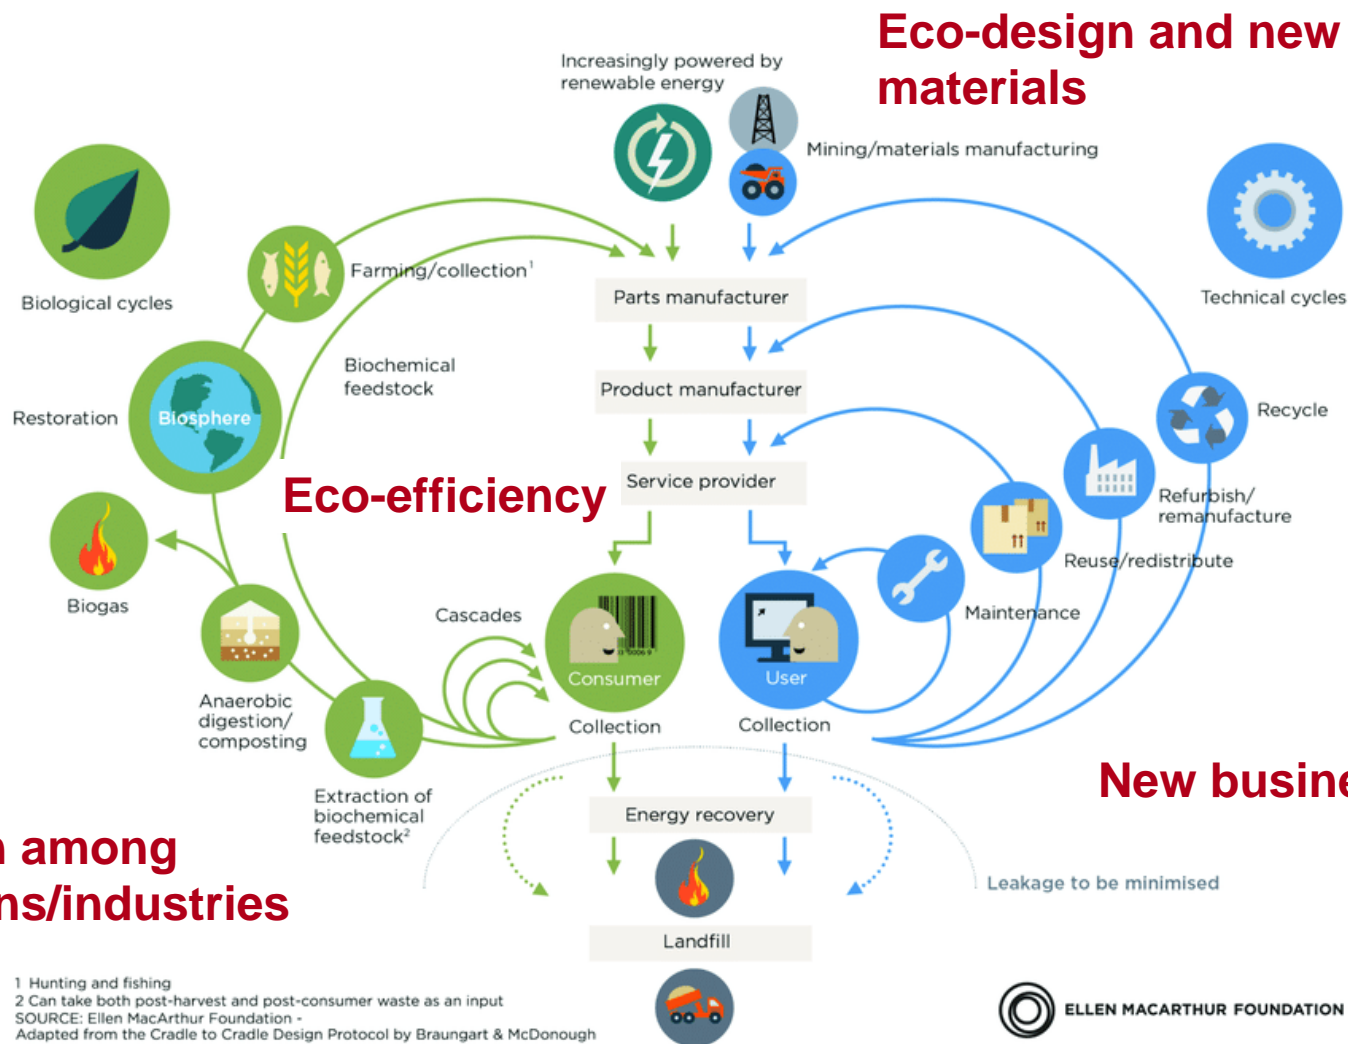 Eco-design and new
materials
Increasingly powered by
renewable energy
Mining/materials manufacturing
Biological cycles
Farming/collection¹
Technical cycles
Parts manufacturer
Biochemical
feedstock
Product manufacturer
Restoration
Biosphere
Recycle
Eco-efficiency
Service provider
Refurbish/
remanufacture
Reuse/redistribute
Biogas
Maintenance
Cascades
Consumer
User
Anaerobic
digestion/
composting
Collection
Collection
New busine
Extraction of
biochemical
feedstock²
Energy recovery
n among
ns/industries
Leakage to be minimised
Landfill
1 Hunting and fishing
2 Can take both post-harvest and post-consumer waste as an input
SOURCE: Ellen MacArthur Foundation -
Adapted from the Cradle to Cradle Design Protocol by Braungart & McDonough
ELLEN MACARTHUR FOUNDATION